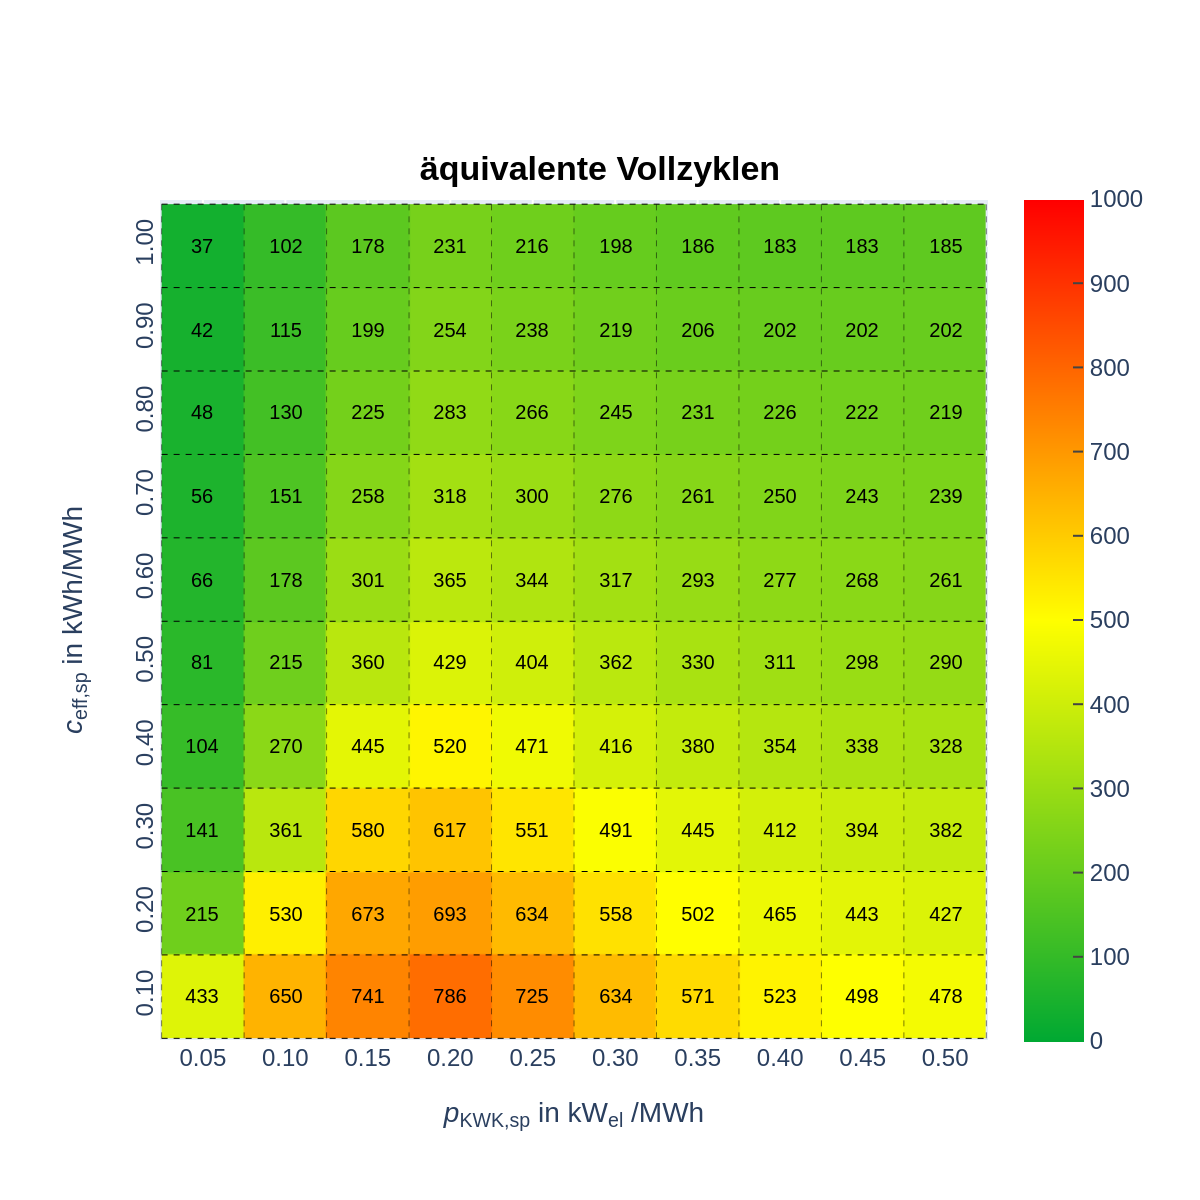 äquivalente Vollzyklen
1.00 37 102 178 231 216 198 186 183 183 185
0.90 42 115 199 254 238 219 206 202 202 202
0.80 48 130 225 283 266 245 231 226 222 219
0.70 56 151 258 318 300 276 261 250 243 239
0.60 66 178 301 365 344 317 293 277 268 261
0.50 81 215 360 429 404 362 330 311 298 290
0.40 104 270 445 520 471 416 380 354 338 328
0.30 141 361 580 617 551 491 445 412 394 382
0.20 215 530 673 693 634 558 502 465 443 427
0.10 433 650 741 786 725 634 571 523 498 478
0.05 0.10 0.15 0.20 0.25 0.30 0.35 0.40 0.45 0.50
p KWK,sp in kW el /MWh
c eff,sp in kWh/MWh
1000
900
800
700
600
500
400
300
200
100
0